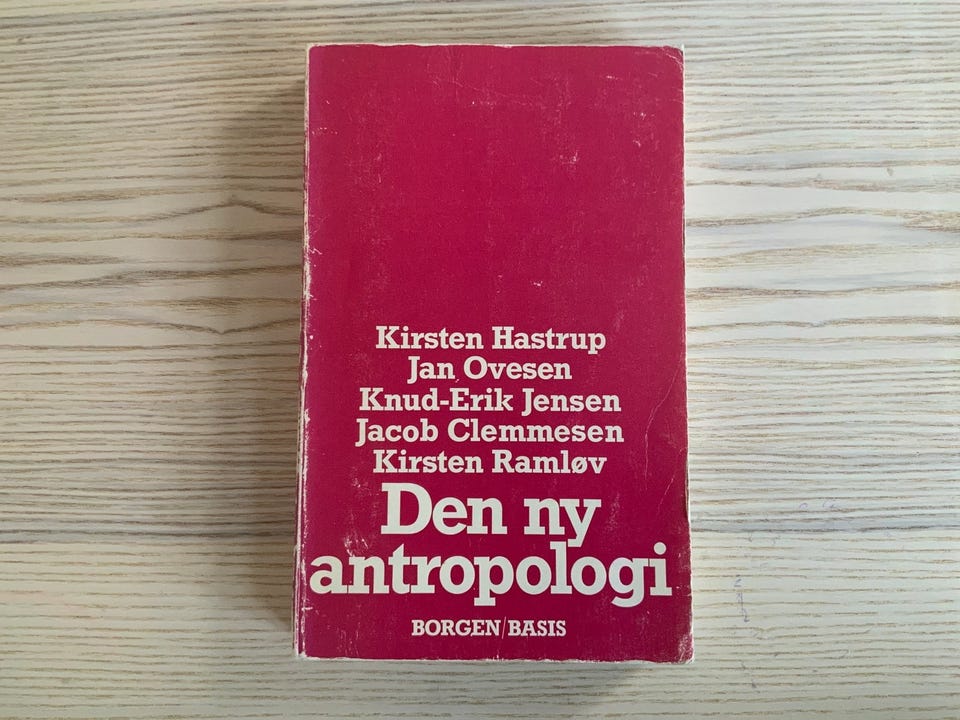 Kirsten Hastrup
Jan Ovesen
Knud-Erik Jensen
Jacob Clemmesen
Kirsten Ramløv
Den ny
antropologi
BORGEN/BASIS